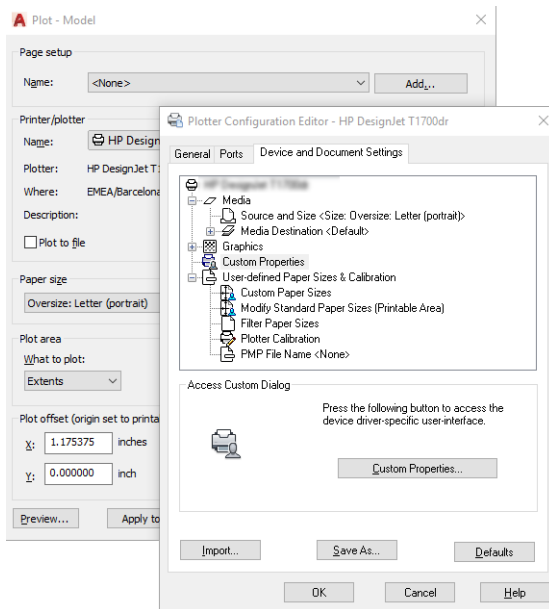 Plot - Model
Page setup
Name:
<None>
Add...
Printer/plotter
Name:
HP Design
Plotter:
HP DesignJet T1
Where:
EMEA/Barcelona
Description:
Plot to file
Paper size
Oversize: Letter (portrait)
Plot area
What to plot:
Extents
Plot offset (origin set to printa
X:
1.175375
inches
Y:
0.000000
inch
Preview...
Apply to
Plotter Configuration Editor - HP DesignJet T1700dr
General
Ports
Device and Document Settings
Media
Source and Size <Size: Oversize: Letter (portrait)>
Media Destination <Default>
Graphics
Custom Properties
User-defined Paper Sizes & Calibration
Custom Paper Sizes
Modify Standard Paper Sizes (Printable Area)
Filter Paper Sizes
Plotter Calibration
PMP File Name <None>
Access Custom Dialog
Press the following button to access the
device driver-specific user-interface.
Custom Properties...
Import...
Save As...
Defaults
OK
Cancel
Help